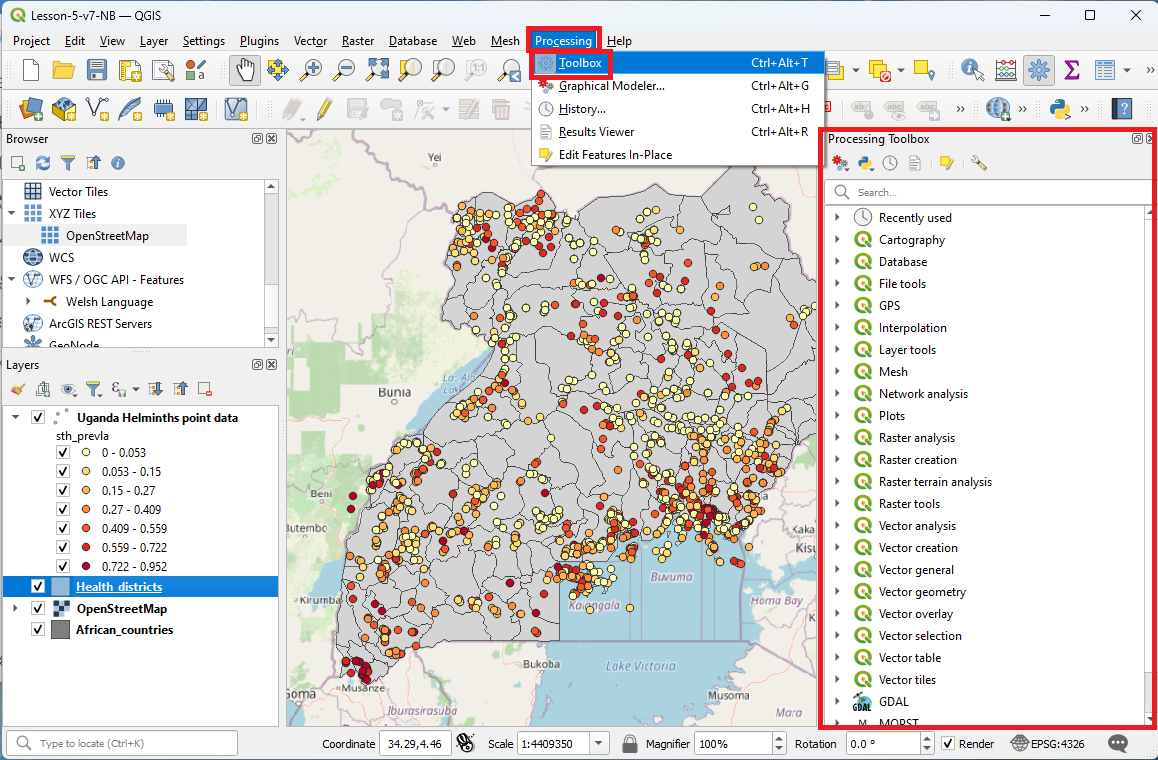 Lesson-5-v7-NB — QGIS
Project Edit View Layer Settings Plugins Vector Raster Database Web Mesh Processing Help
Toolbox Ctrl+Alt+T
Graphical Modeler... Ctrl+Alt+G
History... Ctrl+Alt+H
Results Viewer Ctrl+Alt+R
Edit Features In-Place
Browser
Vector Tiles
XYZ Tiles
OpenStreetMap
WCS
WFS / OGC API - Features
Welsh Language
ArcGIS REST Servers
GeoNode
Layers
Uganda Helminths point data
sth_prevla
0 - 0.053
0.053 - 0.15
0.15 - 0.27
0.27 - 0.409
0.409 - 0.559
0.559 - 0.722
0.722 - 0.952
Health_districts
OpenStreetMap
African_countries
Yei
Bunia
Beni
Butembo
Kirumba
Goma
Musanze
Iburasirasuba
Bukoba
Lake Victoria
Musoma
Mara
Buvuma
Kalangala
Homa Bay
Processing Toolbox
Search...
Recently used
Cartography
Database
File tools
GPS
Interpolation
Layer tools
Mesh
Network analysis
Plots
Raster analysis
Raster creation
Raster terrain analysis
Raster tools
Vector analysis
Vector creation
Vector general
Vector geometry
Vector overlay
Vector selection
Vector table
Vector tiles
GDAL
Type to locate (Ctrl+K)
Coordinate 34.29,4.46 Scale 1:4409350 Magnifier 100% Rotation 0.0 ° Render EPSG:4326